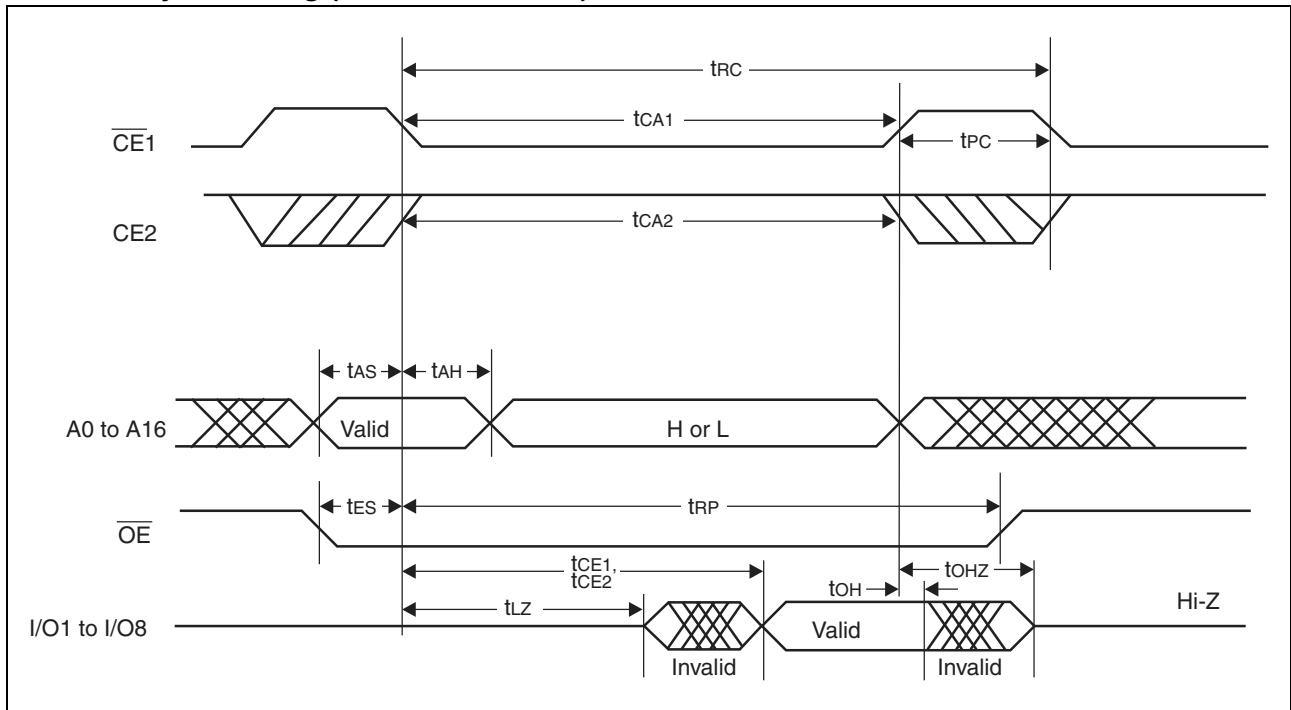 tRC
CE1
tCA1
tPC
CE2
tCA2
tAS
tAH
A0 to A16
Valid
H or L
tES
tRP
OE
tCE1,
tCE2
tOHZ
tLZ
tOH
Hi-Z
I/O1 to I/O8
Valid
Invalid
Invalid